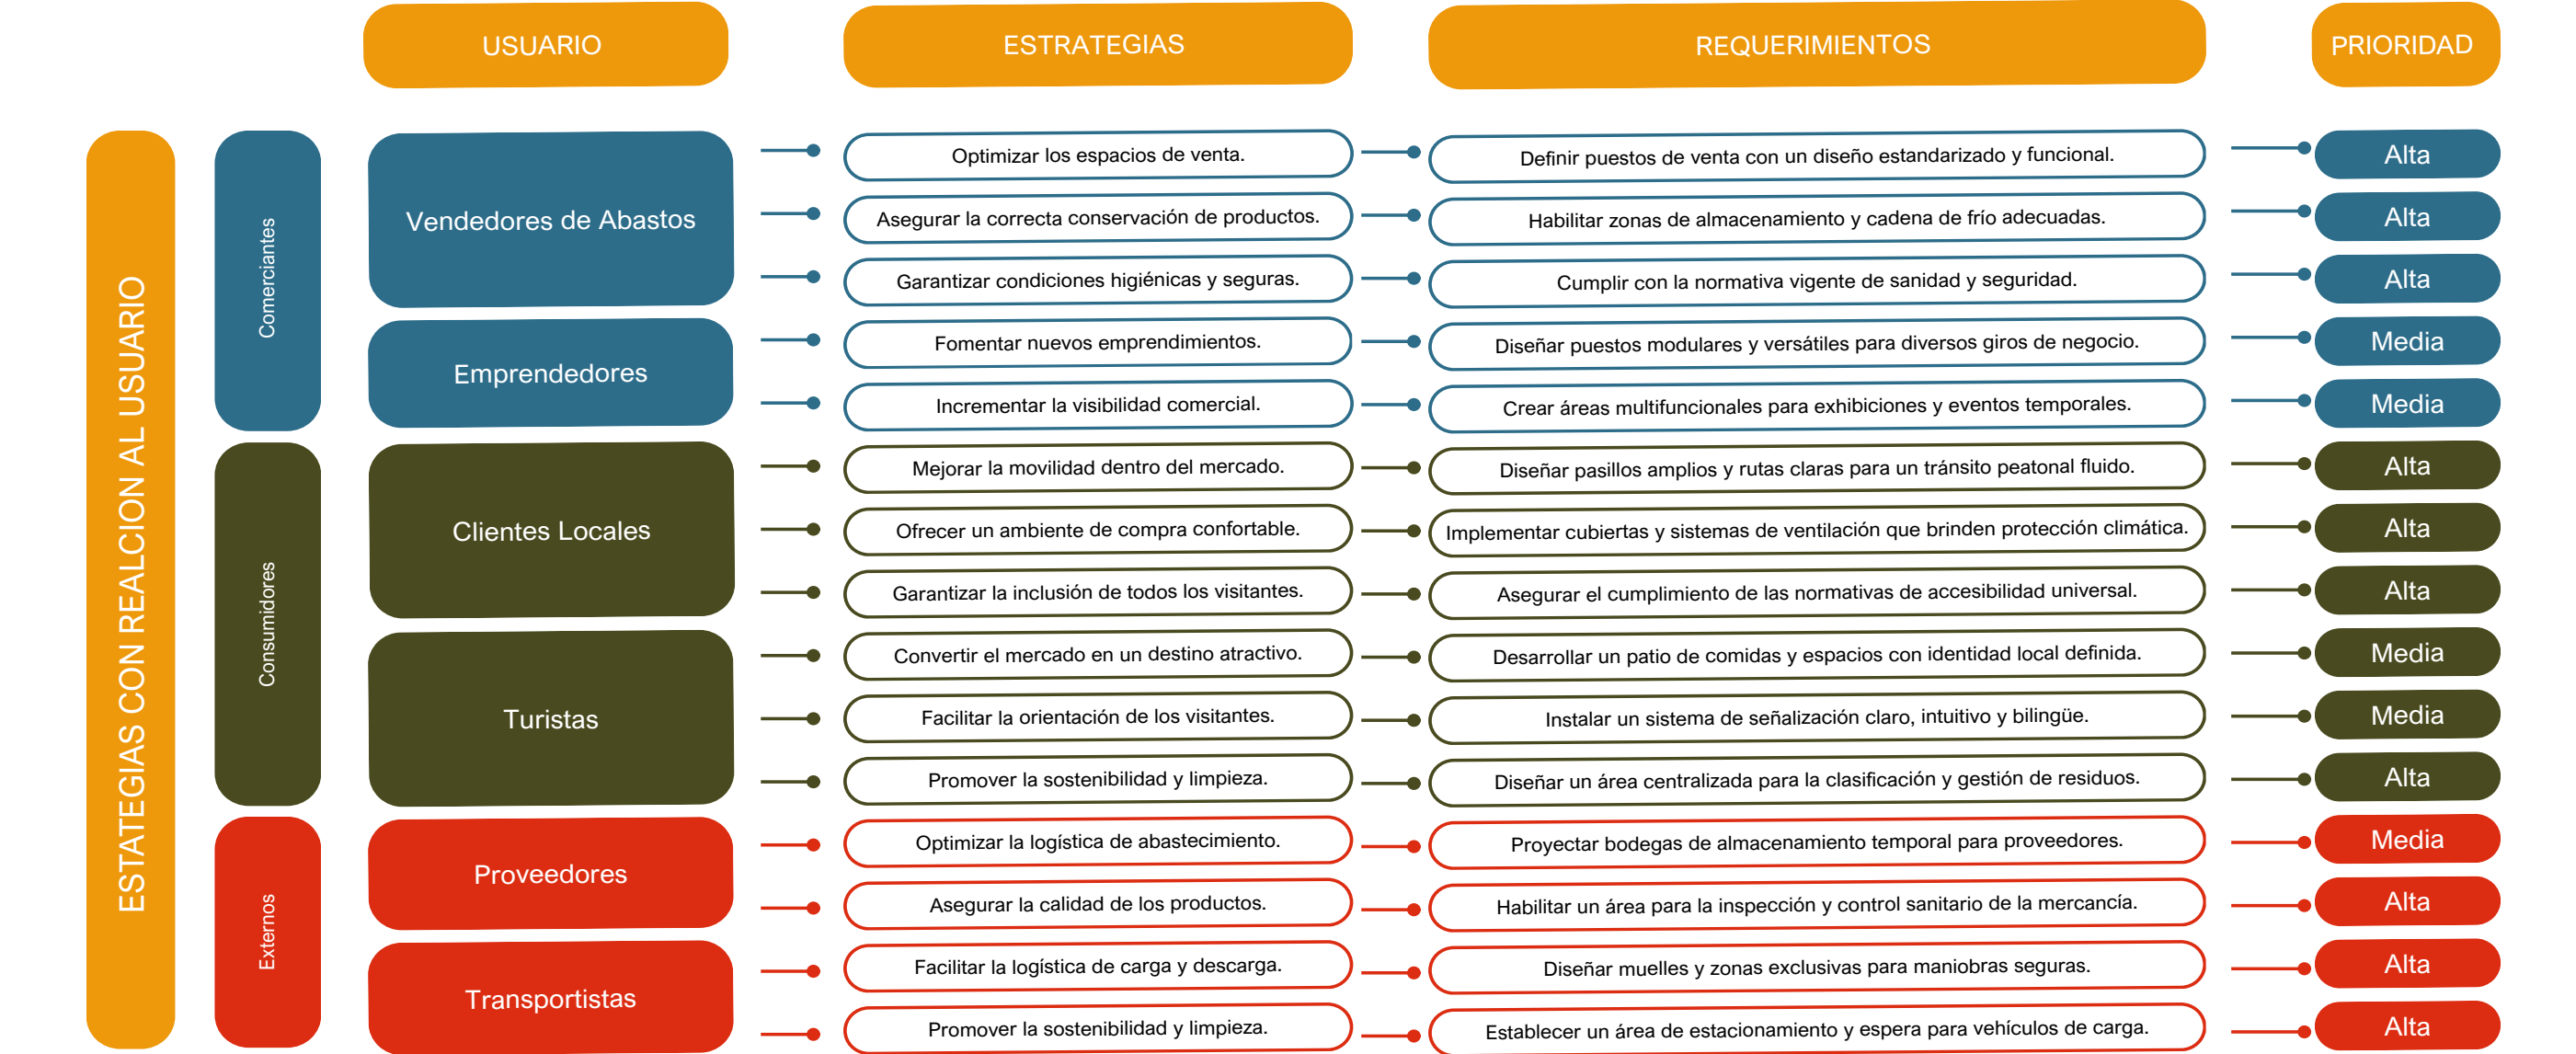 USUARIO
ESTRATEGIAS
REQUERIMIENTOS
PRIORIDAD
ESTATEGIAS CON REALCION AL USUARIO
Comerciantes
Vendedores de Abastos
Optimizar los espacios de venta.
Definir puestos de venta con un diseño estandarizado y funcional.
Alta
Asegurar la correcta conservación de productos.
Habilitar zonas de almacenamiento y cadena de frío adecuadas.
Alta
Garantizar condiciones higiénicas y seguras.
Cumplir con la normativa vigente de sanidad y seguridad.
Alta
Emprendedores
Fomentar nuevos emprendimientos.
Diseñar puestos modulares y versátiles para diversos giros de negocio.
Media
Incrementar la visibilidad comercial.
Crear áreas multifuncionales para exhibiciones y eventos temporales.
Media
Consumidores
Clientes Locales
Mejorar la movilidad dentro del mercado.
Diseñar pasillos amplios y rutas claras para un tránsito peatonal fluido.
Alta
Ofrecer un ambiente de compra confortable.
Implementar cubiertas y sistemas de ventilación que brinden protección climática.
Alta
Garantizar la inclusión de todos los visitantes.
Asegurar el cumplimiento de las normativas de accesibilidad universal.
Alta
Turistas
Convertir el mercado en un destino atractivo.
Desarrollar un patio de comidas y espacios con identidad local definida.
Media
Facilitar la orientación de los visitantes.
Instalar un sistema de señalización claro, intuitivo y bilingüe.
Media
Promover la sostenibilidad y limpieza.
Diseñar un área centralizada para la clasificación y gestión de residuos.
Alta
Externos
Proveedores
Optimizar la logística de abastecimiento.
Proyectar bodegas de almacenamiento temporal para proveedores.
Media
Asegurar la calidad de los productos.
Habilitar un área para la inspección y control sanitario de la mercancía.
Alta
Transportistas
Facilitar la logística de carga y descarga.
Diseñar muelles y zonas exclusivas para maniobras seguras.
Alta
Promover la sostenibilidad y limpieza.
Establecer un área de estacionamiento y espera para vehículos de carga.
Alta